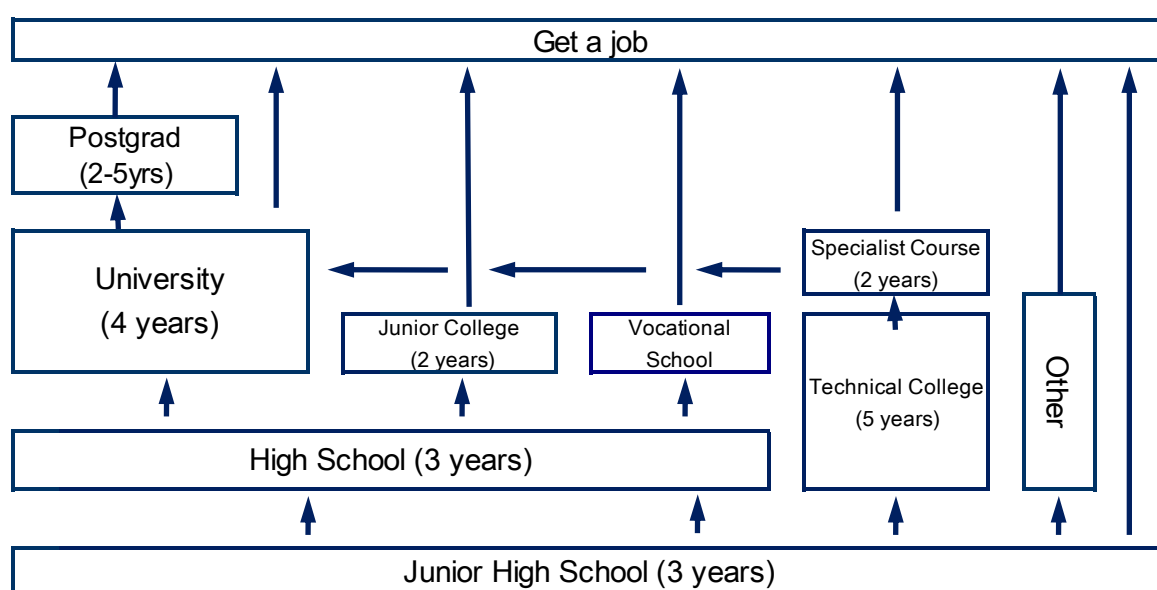 Get a job
Postgrad
(2-5yrs)
University
(4 years)
Junior College
(2 years)
Vocational
School
Specialist Course
(2 years)
Technical College
(5 years)
Other
High School (3 years)
Junior High School (3 years)